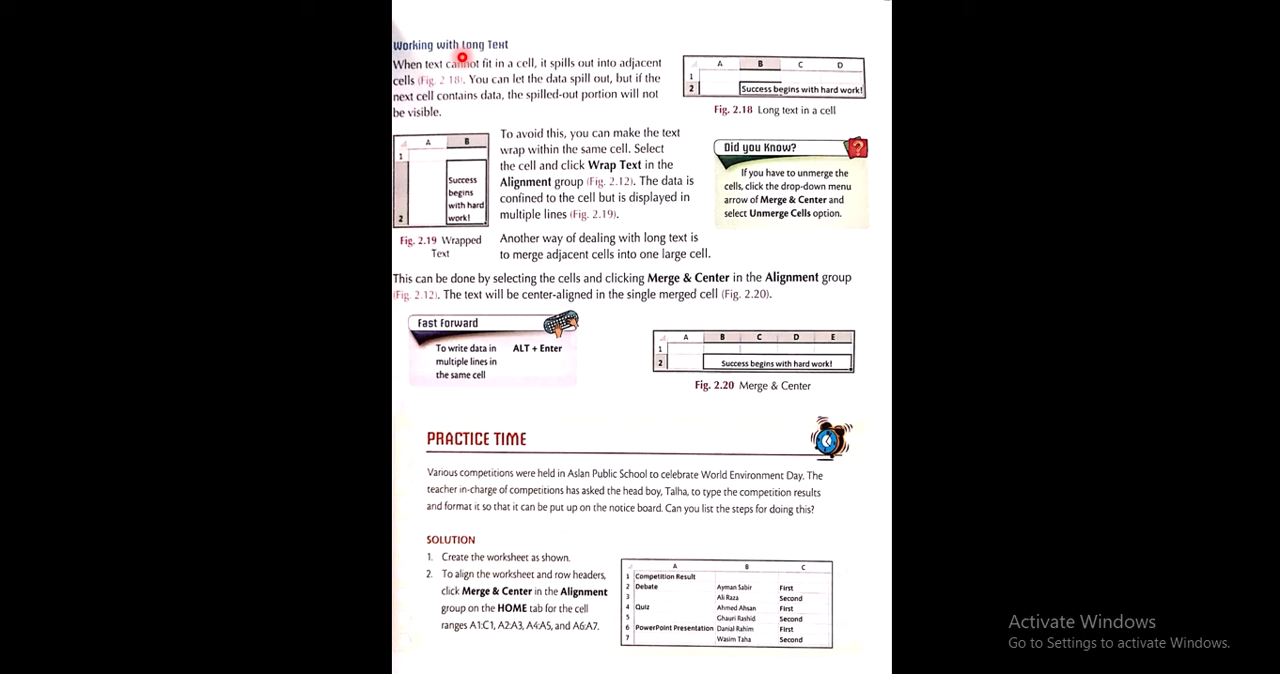 Working with Long Text
When text cannot fit in a cell, it spills out into adjacent
cells (Fig. 2.18). You can let the data spill out, but if the
next cell contains data, the spilled-out portion will not
be visible.
A B C D
1
2 Success begins with hard work!
Fig. 2.18 Long text in a cell
A B
1
Success
begins
with hard
2 work!
Fig. 2.19 Wrapped
Text
To avoid this, you can make the text
wrap within the same cell. Select
the cell and click Wrap Text in the
Alignment group (Fig. 2.12). The data is
confined to the cell but is displayed in
multiple lines (Fig. 2.19).
Another way of dealing with long text is
to merge adjacent cells into one large cell.
Did you Know?
?
If you have to unmerge the
cells, click the drop-down menu
arrow of Merge & Center and
select Unmerge Cells option.
This can be done by selecting the cells and clicking Merge & Center in the Alignment group
(Fig. 2.12). The text will be center-aligned in the single merged cell (Fig. 2.20).
Fast Forward
To write data in ALT + Enter
multiple lines in
the same cell
A B C D E
1
2 Success begins with hard work!
Fig. 2.20 Merge & Center
PRACTICE TIME
Various competitions were held in Aslan Public School to celebrate World Environment Day. The
teacher in-charge of competitions has asked the head boy, Talha, to type the competition results
and format it so that it can be put up on the notice board. Can you list the steps for doing this?
SOLUTION
1. Create the worksheet as shown.
2. To align the worksheet and row headers,
click Merge & Center in the Alignment
group on the HOME tab for the cell
ranges A1:C1, A2:A3, A4:A5, and A6:A7.
A B C
1 Competition Result
2 Debate Ayman Sabir First
3 Ali Raza Second
4 Quiz Ahmed Ahsan First
5 Ghauri Rashid Second
6 PowerPoint Presentation Danial Rahim First
7 Wasim Taha Second
Activate Windows
Go to Settings to activate Windows.